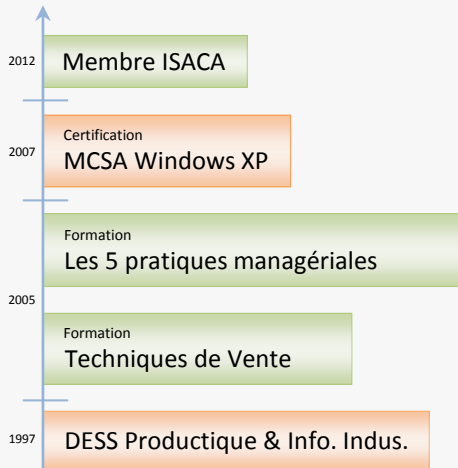 2012
Membre ISACA
Certification
2007
MCSA Windows XP
Formation
Les 5 pratiques managériales
2005
Formation
Techniques de Vente
1997
DESS Productique & Info. Indus.